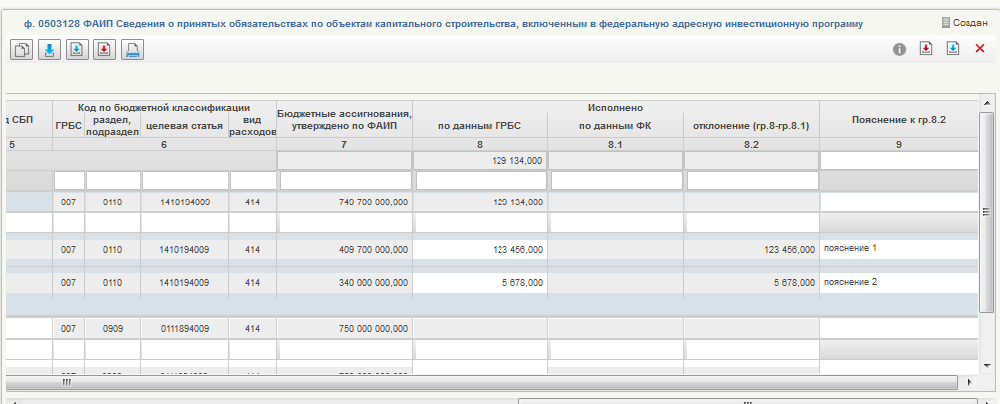 ф. 0503128 ФАИП Сведения о принятых обязательствах по объектам капитального строительства, включенным в федеральную адресную инвестиционную программу
Создан
СБП
Код по бюджетной классификации
ГРБС
раздел, подраздел
целевая статья
вид расходов
Бюджетные ассигнования, утверждено по ФАИП
Исполнено
по данным ГРБС
по данным ФК
отклонение (гр.8-гр.8.1)
Пояснение к гр.8.2
5 6 7 8 8.1 8.2 9
129 134,000
007 0110 1410194009 414 749 700 000,000 129 134,000
007 0110 1410194009 414 409 700 000,000 123 456,000 123 456,000 пояснение 1
007 0110 1410194009 414 340 000 000,000 5 678,000 5 678,000 пояснение 2
007 0909 0111894009 414 750 000 000,000